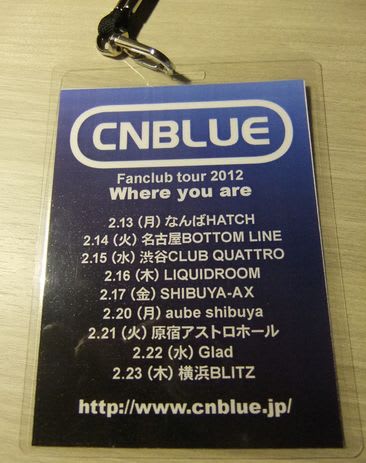 CNBLUE
Fanclub tour 2012
Where you are
2.13（月）なんばHATCH
2.14（火）名古屋BOTTOM LINE
2.15（水）渋谷CLUB QUATTRO
2.16（木）LIQUIDROOM
2.17（金）SHIBUYA-AX
2.20（月）aube shibuya
2.21（火）原宿アストロホール
2.22（水）Glad
2.23（木）横浜BLITZ
http://www.cnblue.jp/